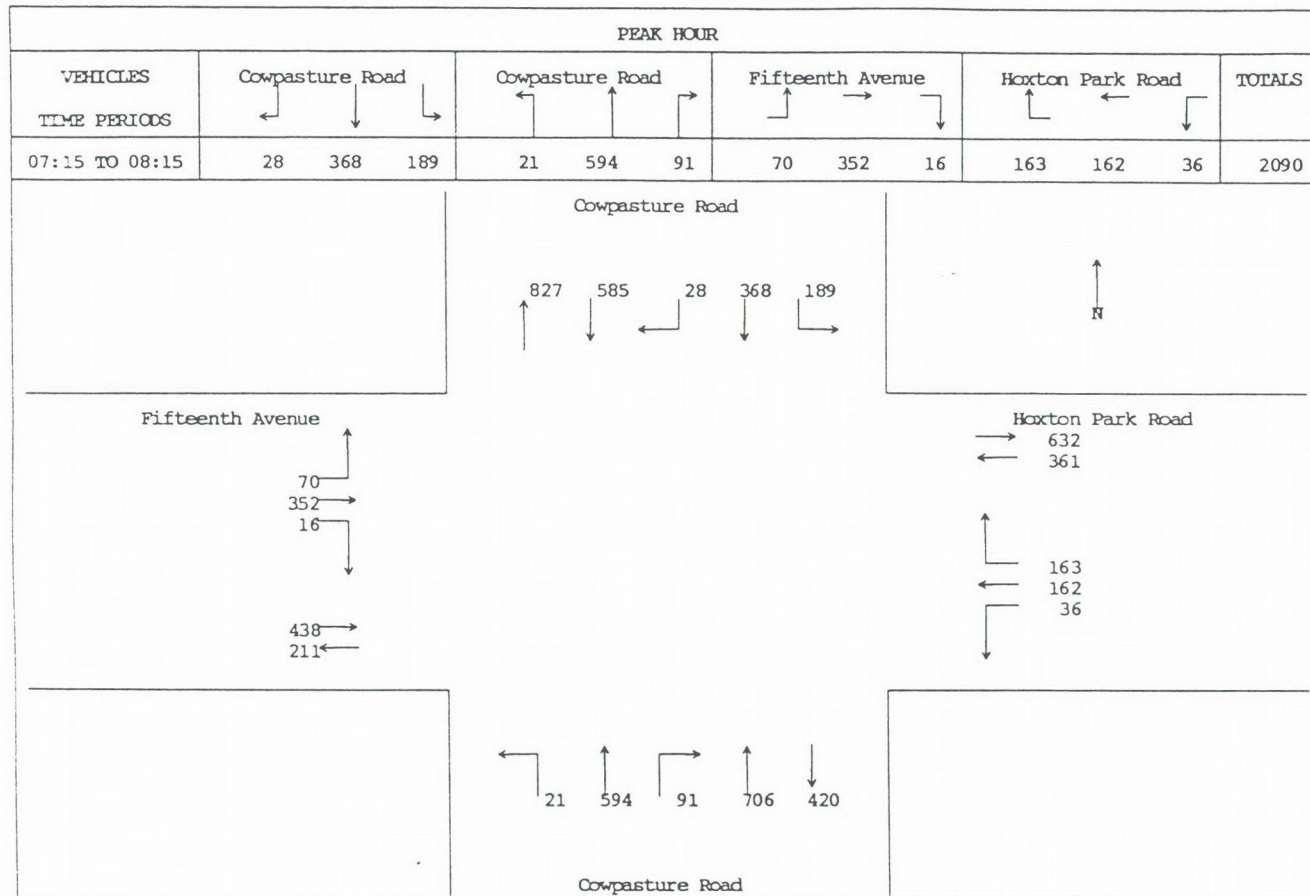 PEAK HOUR
VEHICLES Cowpasture Road Cowpasture Road Fifteenth Avenue Hoxton Park Road TOTALS
TIME PERIODS
07:15 TO 08:15 28 368 189 21 594 91 70 352 16 163 162 36 2090
Cowpasture Road
827 585 28 368 189
N
Fifteenth Avenue Hoxton Park Road
632
361
70
352
16
163
162
36
438
211
21 594 91 706 420
Cowpasture Road